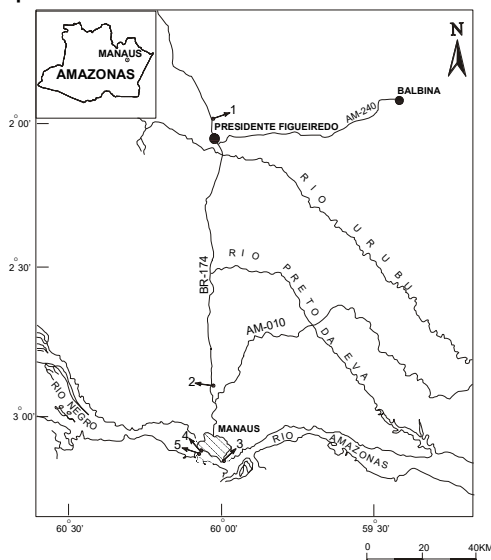 MANAUS
AMAZONAS
N
1
BALBINA
AM-240
2° 00'
PRESIDENTE FIGUEIREDO
RIO URUBU
2° 30'
BR-174
RIO PRETO DA EVA
AM-010
2
RIO NEGRO
3° 00'
MANAUS
4
5
3
RIO AMAZONAS
60° 30'
60° 00'
59° 30'
0 20 40KM